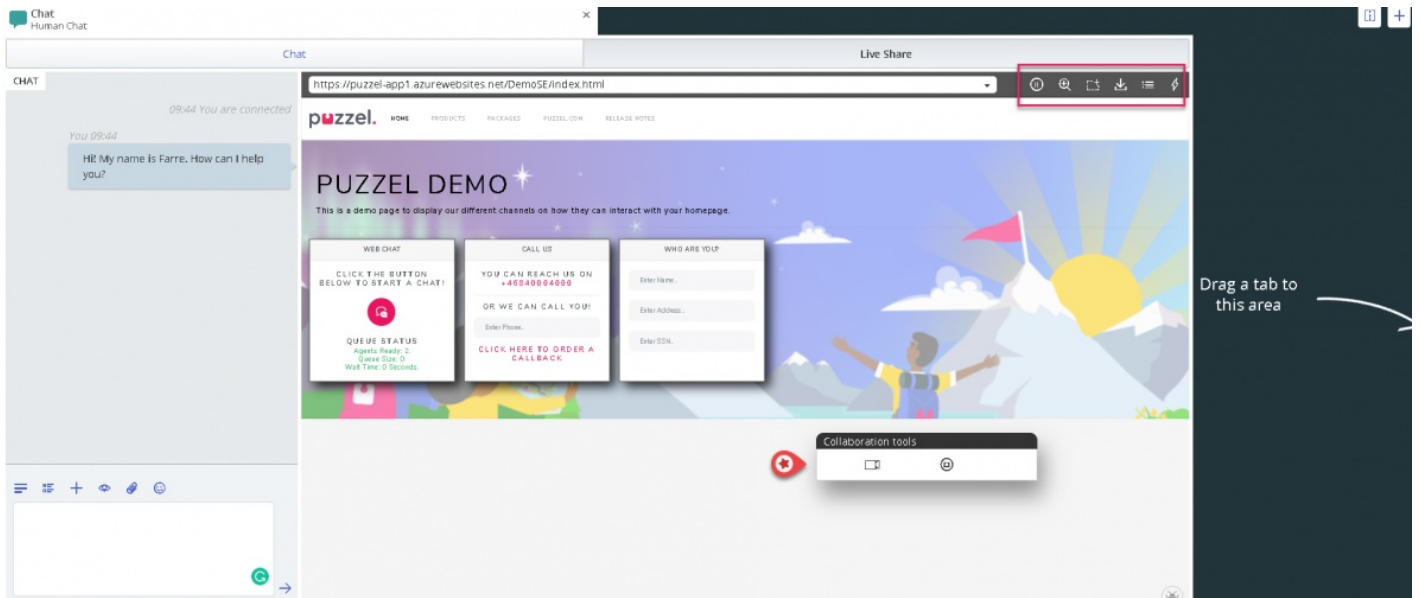 Chat
Human Chat
Chat
Live Share
CHAT
09:44 You are connected
You 09:44
Hi! My name is Farre. How can I help
you?
https://puzzel-app1.azurewebsites.net/DemoSE/index.html
puzzel.
HOME
PRODUCTS
PACKAGES
PUZZEL.COM
RELEASE NOTES
PUZZEL DEMO
This is a demo page to display our different channels on how they can interact with your homepage.
WEB CHAT
CLICK THE BUTTON
BELOW TO START A CHAT!
QUEUE STATUS
Agents Ready: 2.
Queue Size: 0.
Wait Time: 0 Seconds.
CALL US
YOU CAN REACH US ON
+46840004000
OR WE CAN CALL YOU!
Enter Phone..
CLICK HERE TO ORDER A
CALLBACK
WHO ARE YOU?
Enter Name..
Enter Address..
Enter SSN..
Drag a tab to
this area
Collaboration tools